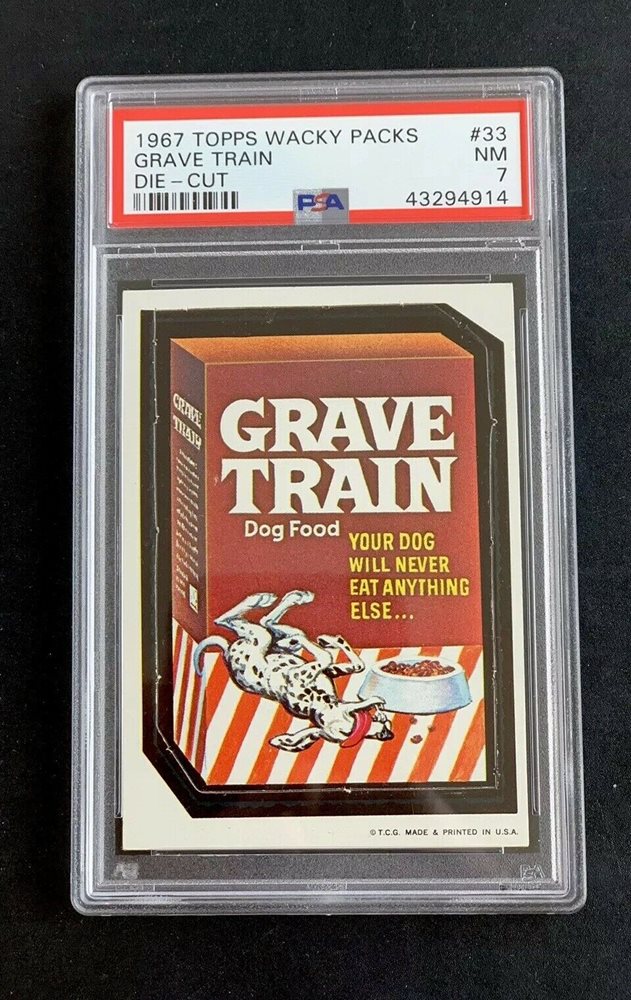 1967 TOPPS WACKY PACKS #33
GRAVE TRAIN NM
DIE – CUT 7
PSA 43294914
GRAVE
TRAIN
GRAVE
TRAIN
Dog Food
YOUR DOG
WILL NEVER
EAT ANYTHING
ELSE...
© T.C.G. MADE & PRINTED IN U.S.A.